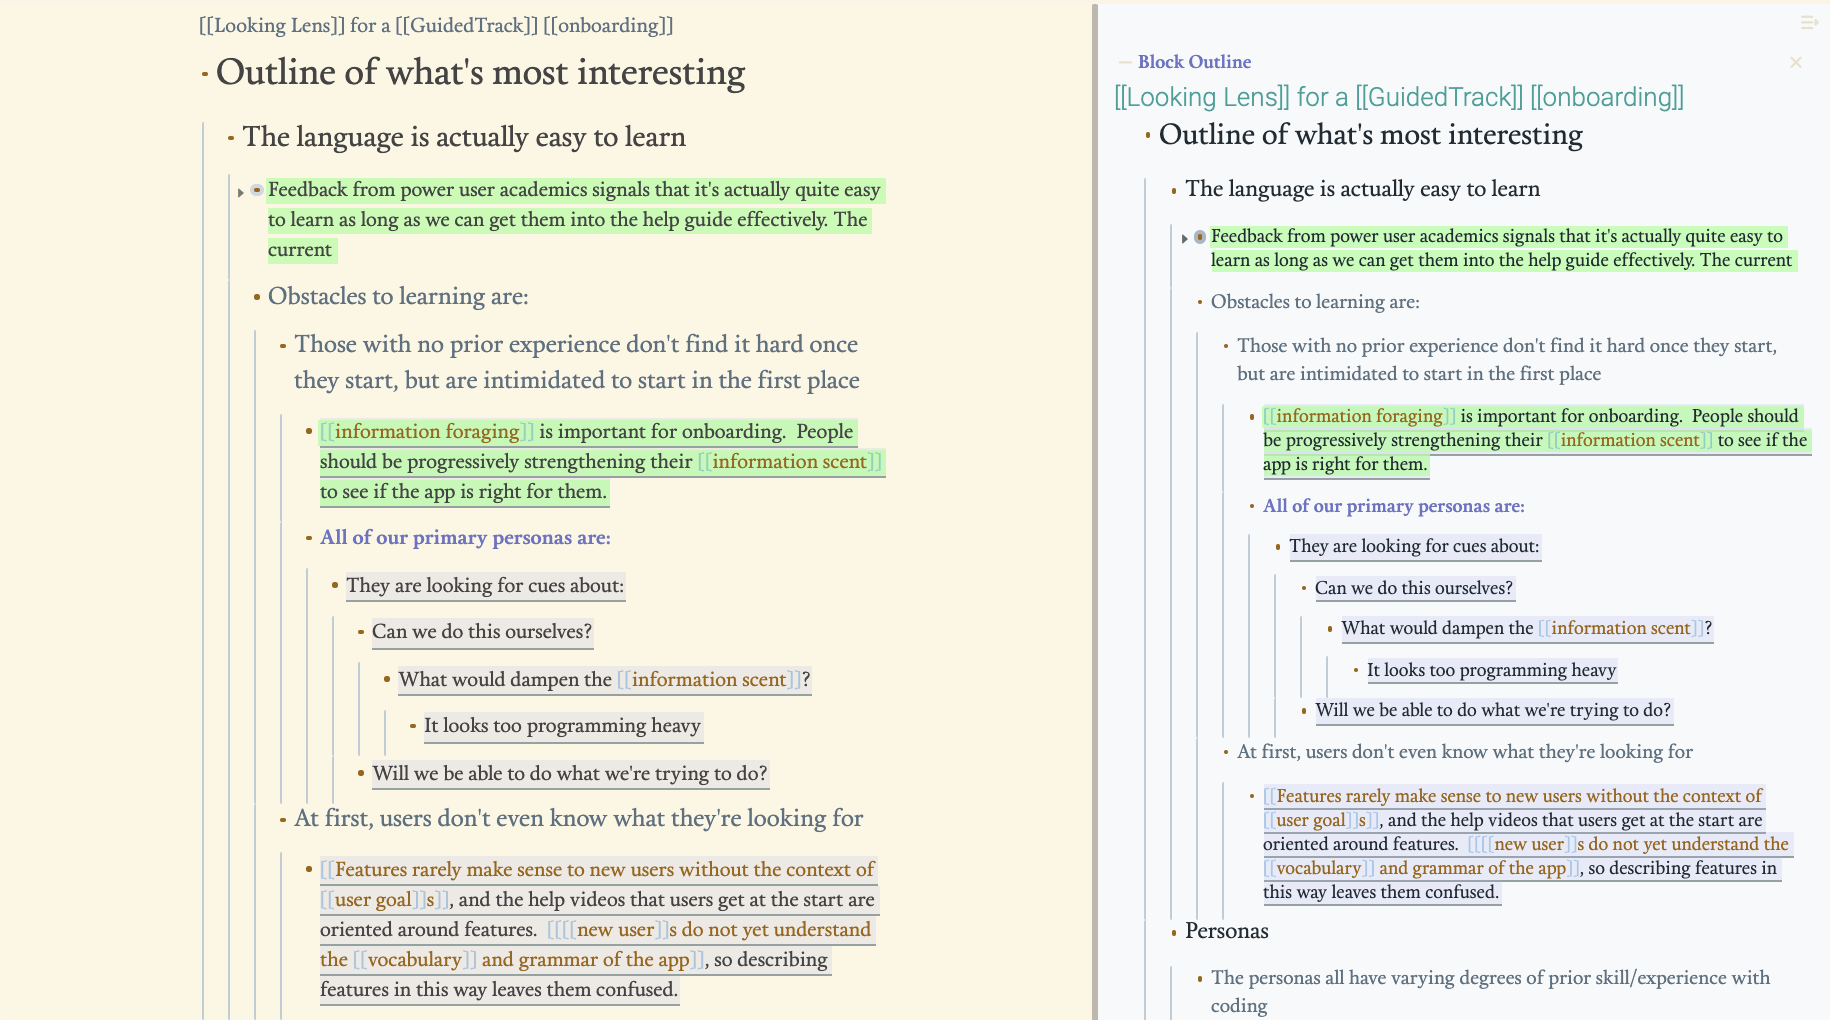 [[Looking Lens]] for a [[GuidedTrack]] [[onboarding]]
Outline of what's most interesting
The language is actually easy to learn
Feedback from power user academics signals that it's actually quite easy
to learn as long as we can get them into the help guide effectively. The
current
Obstacles to learning are:
Those with no prior experience don't find it hard once
they start, but are intimidated to start in the first place
[[information foraging]] is important for onboarding.  People
should be progressively strengthening their [[information scent]]
to see if the app is right for them.
All of our primary personas are:
They are looking for cues about:
Can we do this ourselves?
What would dampen the [[information scent]]?
It looks too programming heavy
Will we be able to do what we're trying to do?
At first, users don't even know what they're looking for
[[Features rarely make sense to new users without the context of
[[user goal]]s]], and the help videos that users get at the start are
oriented around features.  [[[[new user]]s do not yet understand
the [[vocabulary]] and grammar of the app]], so describing
features in this way leaves them confused.
Block Outline
[[Looking Lens]] for a [[GuidedTrack]] [[onboarding]]
Outline of what's most interesting
The language is actually easy to learn
Feedback from power user academics signals that it's actually quite easy to
learn as long as we can get them into the help guide effectively. The current
Obstacles to learning are:
Those with no prior experience don't find it hard once they start,
but are intimidated to start in the first place
[[information foraging]] is important for onboarding.  People should
be progressively strengthening their [[information scent]] to see if the
app is right for them.
All of our primary personas are:
They are looking for cues about:
Can we do this ourselves?
What would dampen the [[information scent]]?
It looks too programming heavy
Will we be able to do what we're trying to do?
At first, users don't even know what they're looking for
[[Features rarely make sense to new users without the context of
[[user goal]]s]], and the help videos that users get at the start are
oriented around features.  [[[[new user]]s do not yet understand the
[[vocabulary]] and grammar of the app]], so describing features in
this way leaves them confused.
Personas
The personas all have varying degrees of prior skill/experience with
coding